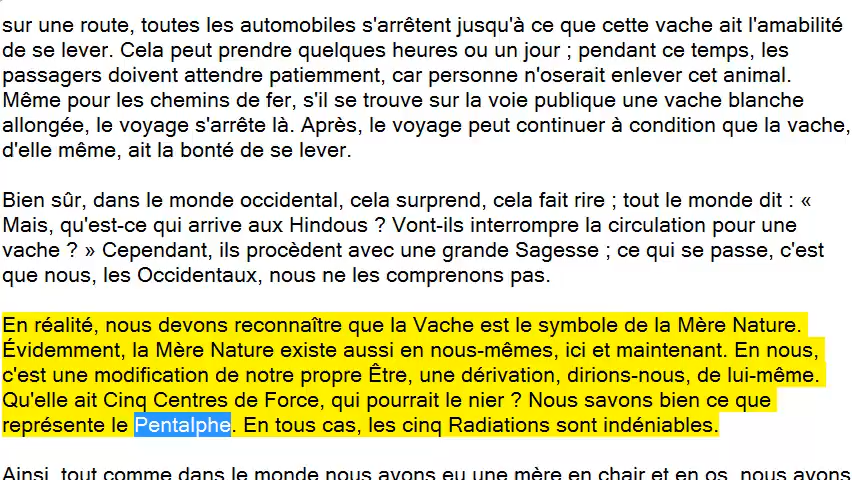 sur une route, toutes les automobiles s'arrêtent jusqu'à ce que cette vache ait l'amabilité
de se lever. Cela peut prendre quelques heures ou un jour ; pendant ce temps, les
passagers doivent attendre patiemment, car personne n'oserait enlever cet animal.
Même pour les chemins de fer, s'il se trouve sur la voie publique une vache blanche
allongée, le voyage s'arrête là. Après, le voyage peut continuer à condition que la vache,
d'elle même, ait la bonté de se lever.
Bien sûr, dans le monde occidental, cela surprend, cela fait rire ; tout le monde dit : «
Mais, qu'est-ce qui arrive aux Hindous ? Vont-ils interrompre la circulation pour une
vache ? » Cependant, ils procèdent avec une grande Sagesse ; ce qui se passe, c'est
que nous, les Occidentaux, nous ne les comprenons pas.
En réalité, nous devons reconnaître que la Vache est le symbole de la Mère Nature.
Évidemment, la Mère Nature existe aussi en nous-mêmes, ici et maintenant. En nous,
c'est une modification de notre propre Être, une dérivation, dirions-nous, de lui-même.
Qu'elle ait Cinq Centres de Force, qui pourrait le nier ? Nous savons bien ce que
représente le Pentalphe. En tous cas, les cinq Radiations sont indéniables.
Ainsi, tout comme dans le monde nous avons eu une mère en chair et en os, nous avons